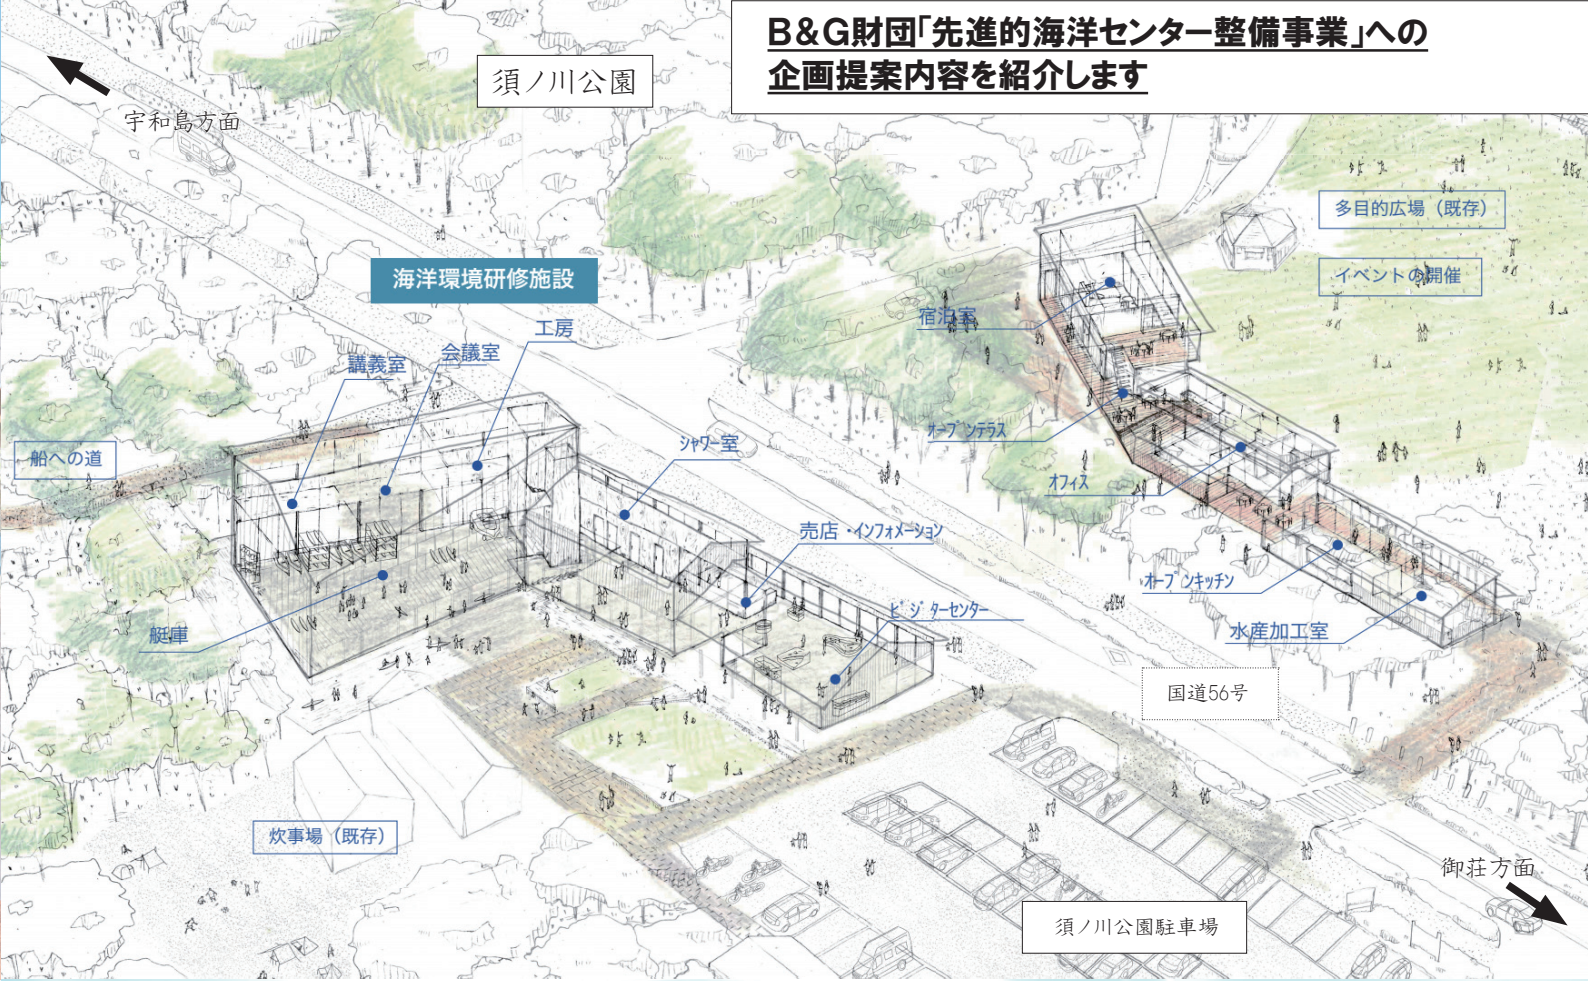 B&G財団｢先進的海洋センター整備事業｣への
企画提案内容を紹介します
須ノ川公園
宇和島方面
多目的広場（既存）
イベントの開催
海洋環境研修施設
宿泊室
工房
会議室
講義室
オープンテラス
シャワー室
船への道
オフィス
売店・インフォメーション
オープンキッチン
ビジターセンター
艇庫
水産加工室
国道56号
炊事場（既存）
御荘方面
須ノ川公園駐車場